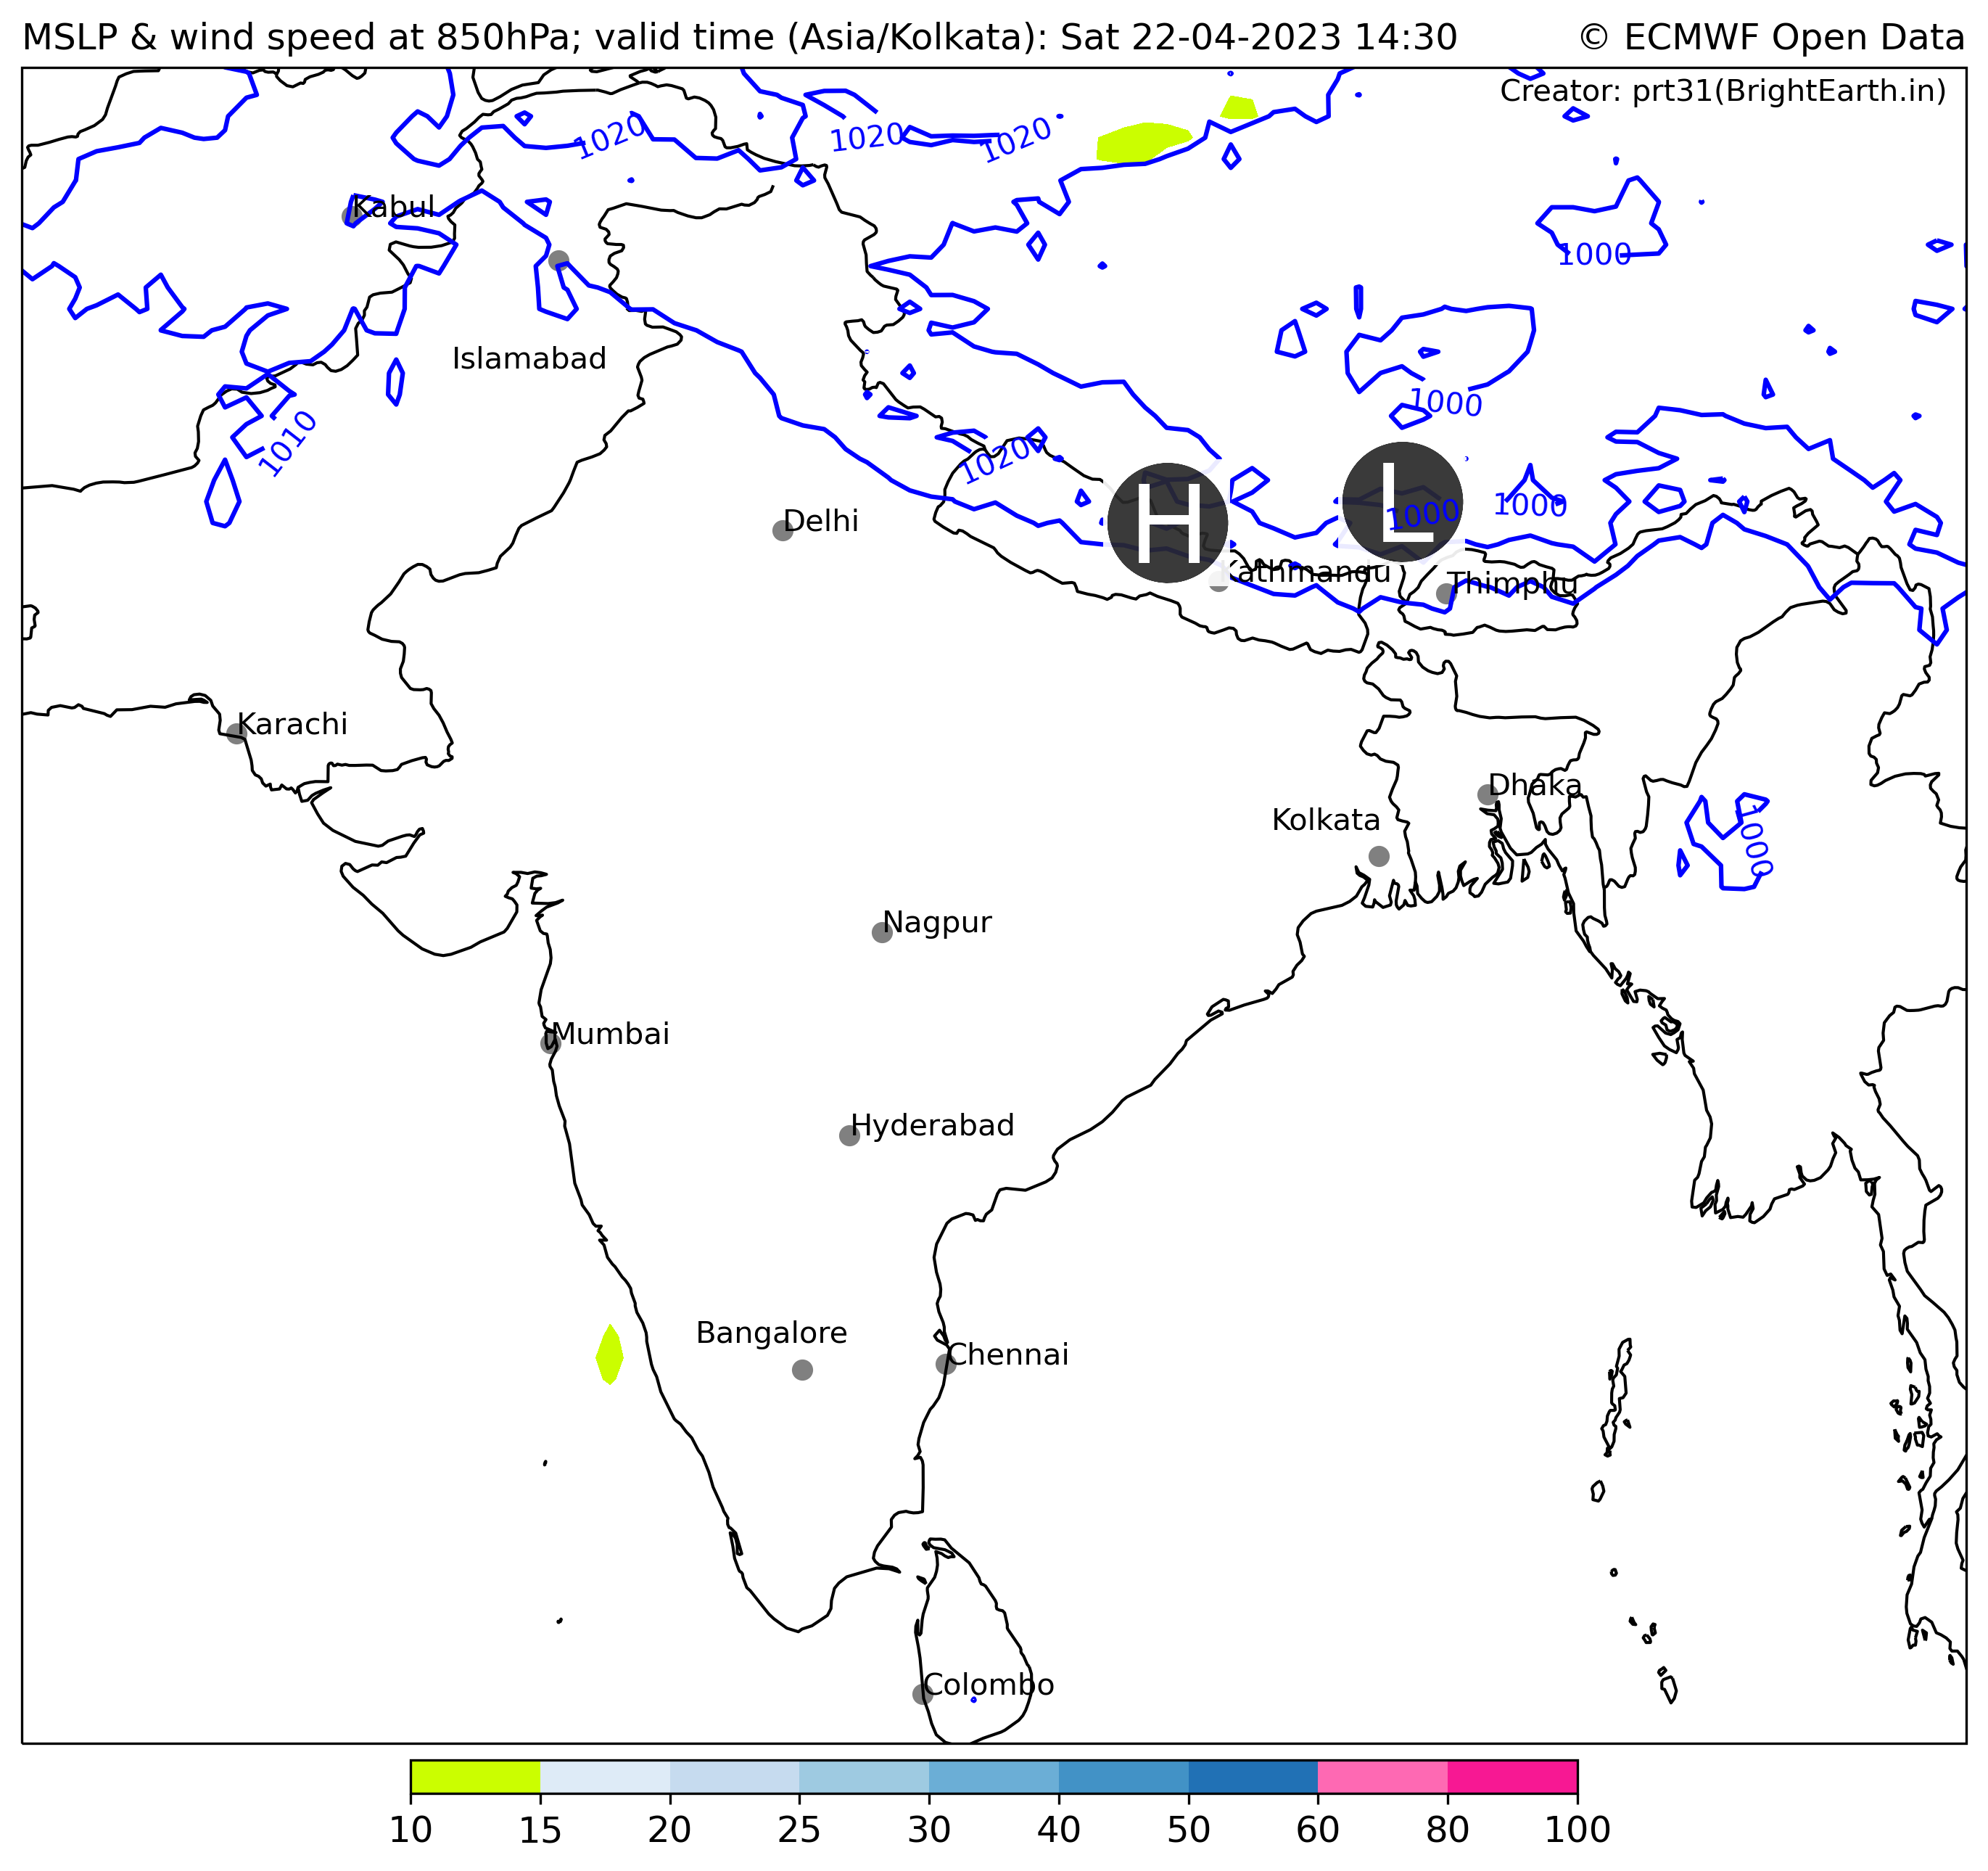 MSLP & wind speed at 850hPa; valid time (Asia/Kolkata): Sat 22-04-2023 14:30
© ECMWF Open Data
Creator: prt31(BrightEarth.in)
1020
1020
1020
Kabul
1000
Islamabad
1000
1010
1020
H
L
1000
1000
Delhi
Kathmandu
Thimphu
Karachi
Dhaka
Kolkata
1000
Nagpur
Mumbai
Hyderabad
Bangalore
Chennai
Colombo
10 15 20 25 30 40 50 60 80 100